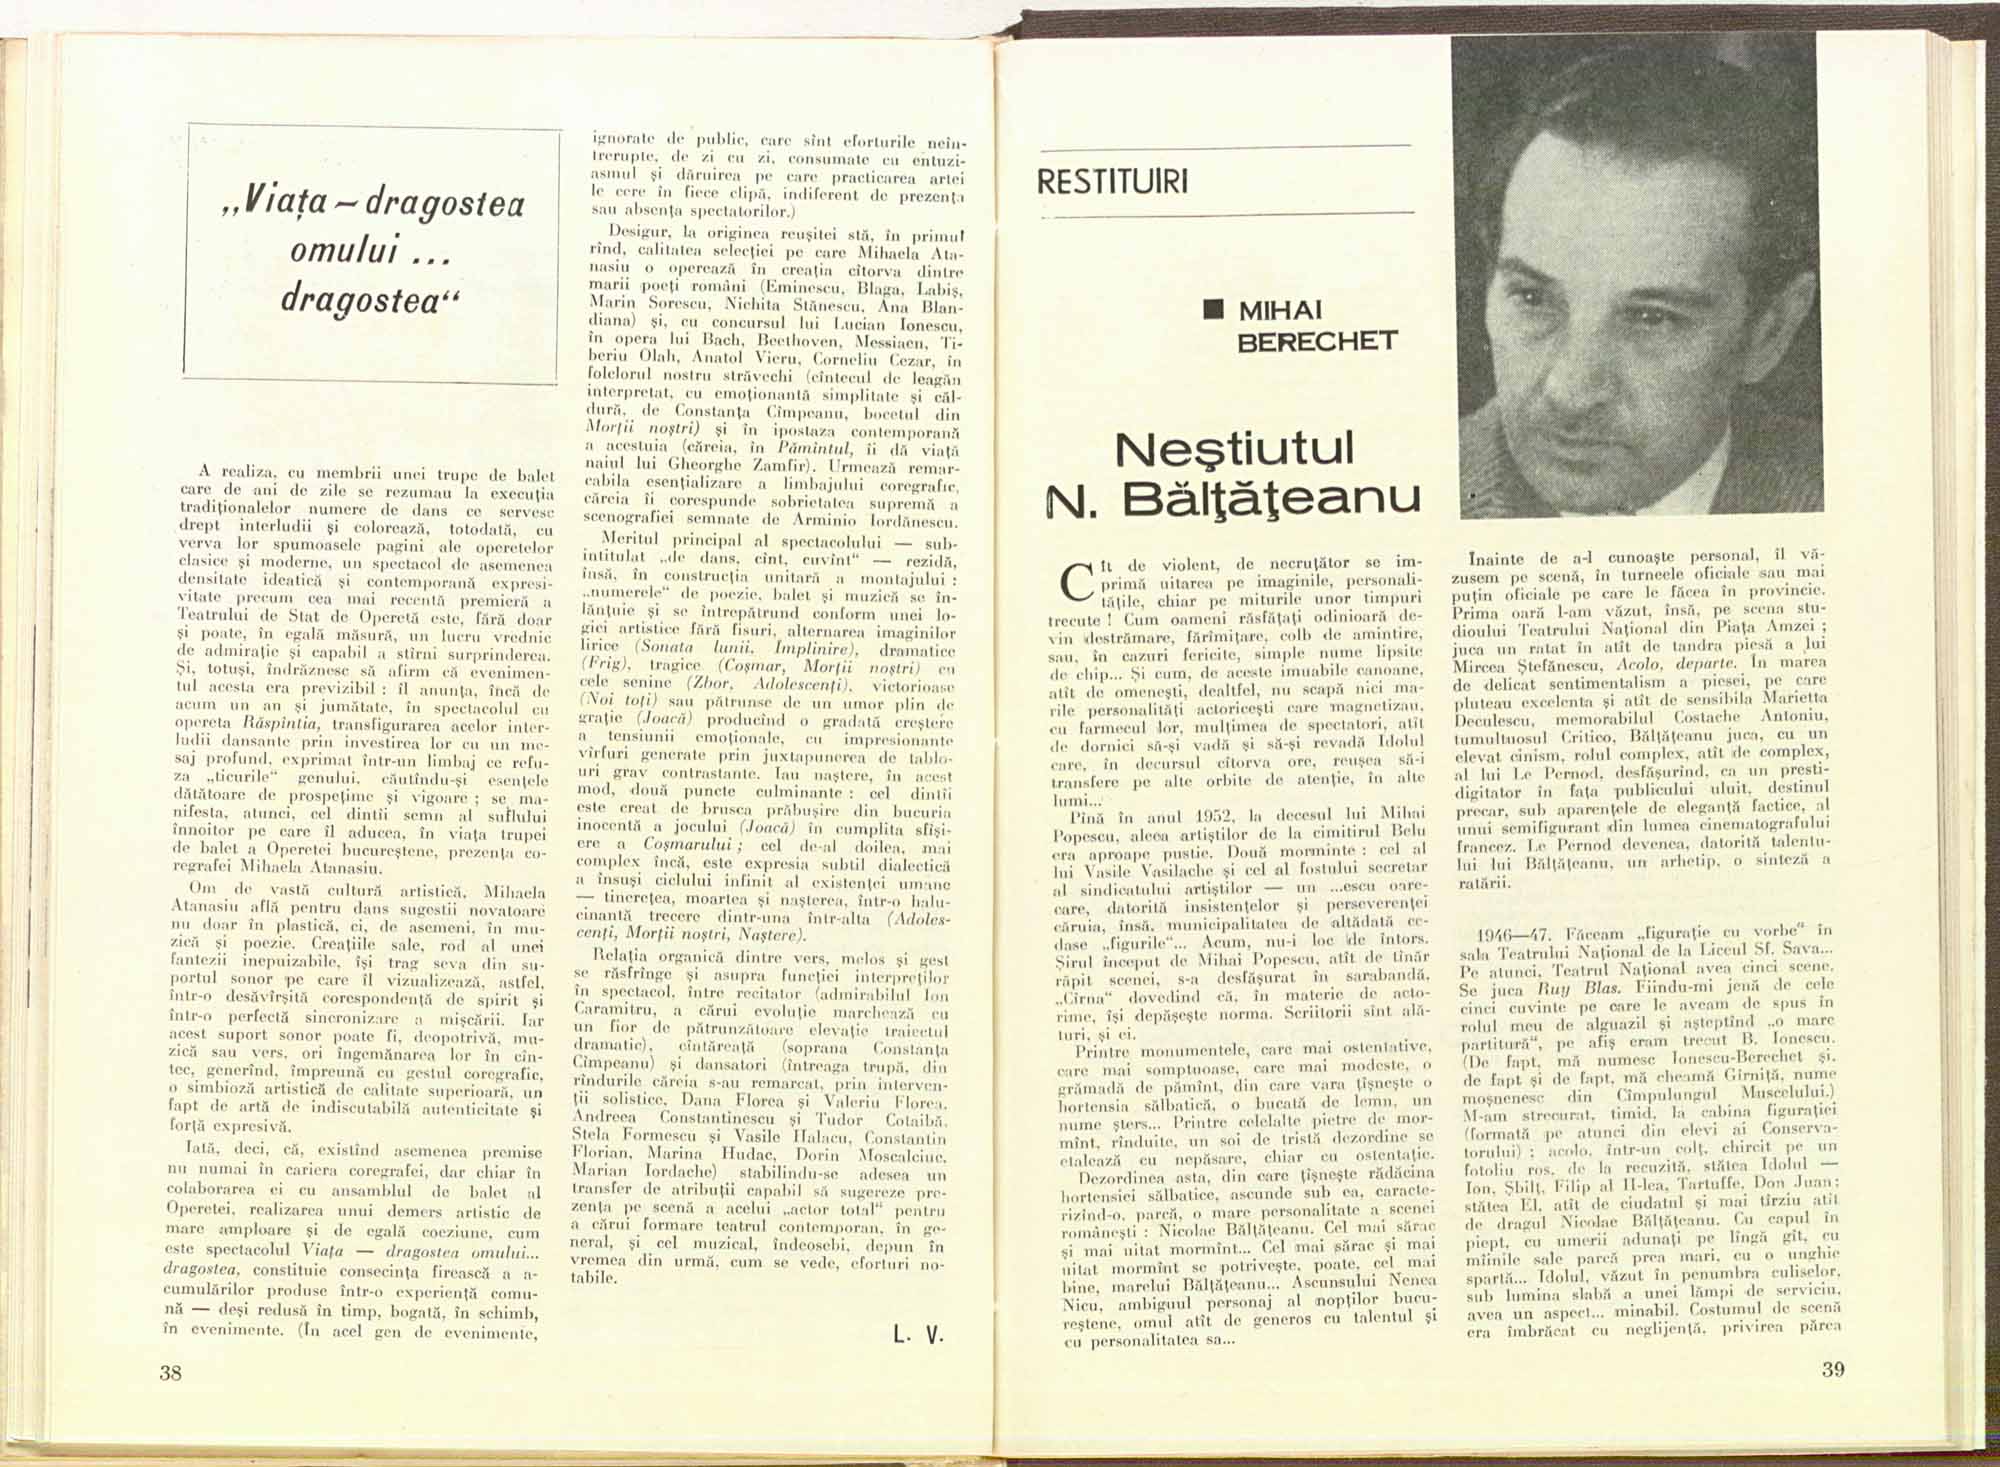 „Viața – dragostea
omului ...
dragostea“
A realiza, cu membrii unei trupe de balet
care de ani de zile se rezumau la execuția
tradiționalelor numere de dans ce servesc
drept interludii și colorează, totodată, cu
verva lor spumoasele pagini ale operetelor
clasice și moderne, un spectacol de asemenea
densitate ideatică și contemporană expresi-
vitate precum cea mai recentă premieră a
Teatrului de Stat de Operetă este, fără doar
și poate, în egală măsură, un lucru vrednic
de admirație și capabil a stîrni surprinderea.
Și, totuși, îndrăznesc să afirm că evenimen-
tul acesta era previzibil : îl anunța, încă de
acum un an și jumătate, în spectacolul cu
opereta Răspîntia, transfigurarea acelor inter-
ludii dansante prin investirea lor cu un me-
saj profund, exprimat într-un limbaj ce refu-
za „ticurile“ genului, căutîndu-și esențele
dătătoare de prospețime și vigoare ; se ma-
nifesta, atunci, cel dintîi semn al suflului
înnoitor pe care îl aducea, în viața trupei
de balet a Operetei bucureștene, prezența co-
regrafei Mihaela Atanasiu.
Om de vastă cultură artistică, Mihaela
Atanasiu află pentru dans sugestii novatoare
nu doar în plastică, ci, de asemeni, în mu-
zică și poezie. Creațiile sale, rod al unei
fantezii inepuizabile, își trag seva din su-
portul sonor pe care îl vizualizează, astfel,
într-o desăvîrșită corespondență de spirit și
într-o perfectă sincronizare a mișcării. Iar
acest suport sonor poate fi, deopotrivă, mu-
zică sau vers, ori îngemănarea lor în cîn-
tec, generînd, împreună cu gestul coregrafic,
o simbioză artistică de calitate superioară, un
fapt de artă de indiscutabilă autenticitate și
forță expresivă.
Iată, deci, că, existînd asemenea premise
nu numai în cariera coregrafei, dar chiar în
colaborarea ei cu ansamblul de balet al
Operetei, realizarea unui demers artistic de
mare amploare și de egală coeziune, cum
este spectacolul Viața — dragostea omului...
dragostea, constituie consecința firească a a-
cumulărilor produse într-o experiență comu-
nă — deși redusă în timp, bogată, în schimb,
în evenimente. (În acel gen de evenimente,
38
ignorate de public, care sînt eforturile neîn-
trerupte, de zi cu zi, consumate cu entuzi-
asmul și dăruirea pe care practicarea artei
le cere în fiece clipă, indiferent de prezența
sau absența spectatorilor.)
Desigur, la originea reușitei stă, în primul
rînd, calitatea selecției pe care Mihaela Ata-
nasiu o operează în creația cîtorva dintre
marii poeți români (Eminescu, Blaga, Labiș,
Marin Sorescu, Nichita Stănescu, Ana Blan-
diana) și, cu concursul lui Lucian Ionescu,
în opera lui Bach, Beethoven, Messiaen, Ti-
beriu Olah, Anatol Vieru, Corneliu Cezar, în
folclorul nostru străvechi (cîntecul de leagăn
interpretat, cu emoționantă simplitate și căl-
dură, de Constanța Cîmpeanu, bocetul din
Morții noștri) și în ipostaza contemporană
a acestuia (căreia, în Pămîntul, îi dă viață
naiul lui Gheorghe Zamfir). Urmează remar-
cabila esențializare a limbajului coregrafic,
căreia îi corespunde sobrietatea supremă a
scenografiei semnate de Arminio Iordănescu.
Meritul principal al spectacolului — sub-
intitulat „de dans, cînt, cuvînt“ — rezidă,
însă, în construcția unitară a montajului :
„numerele“ de poezie, balet și muzică se în-
lănțuie și se întrepătrund conform unei lo-
gici artistice fără fisuri, alternarea imaginilor
lirice (Sonata lunii, Împlinire), dramatice
(Frig), tragice (Coșmar, Morții noștri) cu
cele senine (Zbor, Adolescenți), victorioase
(Noi toți) sau pătrunse de un umor plin de
grație (Joacă) producînd o gradată creștere
a tensiunii emoționale, cu impresionante
vîrfuri generate prin juxtapunerea de tablo-
uri grav contrastante. Iau naștere, în acest
mod, două puncte culminante : cel dintîi
este creat de brusca prăbușire din bucuria
inocentă a jocului (Joacă) în cumplita sfîși-
ere a Coșmarului ; cel de-al doilea, mai
complex încă, este expresia subtil dialectică
a însuși ciclului infinit al existenței umane
— tinerețea, moartea și nașterea, într-o halu-
cinantă trecere dintr-una într-alta (Adoles-
cenți, Morții noștri, Naștere).
Relația organică dintre vers, melos și gest
se răsfrînge și asupra funcției interpreților
în spectacol, între recitator (admirabilul Ion
Caramitru, a cărui evoluție marchează cu
un fior de pătrunzătoare elevație traiectul
dramatic), cîntăreață (soprana Constanța
Cîmpeanu) și dansatori (întreaga trupă, din
rîndurile căreia s-au remarcat, prin interven-
ții solistice, Dana Florea și Valeriu Florea,
Andreea Constantinescu și Tudor Cotaibă,
Stela Formescu și Vasile Halacu, Constantin
Florian, Marina Hudac, Dorin Moscalciuc,
Marian Iordache) stabilindu-se adesea un
transfer de atribuții capabil să sugereze pre-
zența pe scenă a acelui „actor total“ pentru
a cărui formare teatrul contemporan, în ge-
neral, și cel muzical, îndeosebi, depun în
vremea din urmă, cum se vede, eforturi no-
tabile.
L. V.
RESTITUIRI
■ MIHAI
BERECHET
Neștiutul
N. Bălțățeanu
Cît de violent, de necruțător se im-
primă uitarea pe imaginile, personali-
tățile, chiar pe miturile unor timpuri
trecute ! Cum oameni răsfățați odinioară de-
vin destrămare, fărîmițare, colb de amintire,
sau, în cazuri fericite, simple nume lipsite
de chip... Și cum, de aceste imuabile canoane,
atît de omenești, dealtfel, nu scapă nici ma-
rile personalități actoricești care magnetizau,
cu farmecul lor, mulțimea de spectatori, atît
de dornici să-și vadă și să-și revadă Idolul
care, în decursul cîtorva ore, reușea să-i
transfere pe alte orbite de atenție, în alte
lumi...
Pînă în anul 1952, la decesul lui Mihai
Popescu, aleea artiștilor de la cimitirul Belu
era aproape pustie. Două morminte : cel al
lui Vasile Vasilache și cel al fostului secretar
al sindicatului artiștilor — un ...escu oare-
care, datorită insistențelor și perseverenței
căruia, însă, municipalitatea de altădată ce-
dase „figurile“... Acum, nu-i loc de întors.
Șirul început de Mihai Popescu, atît de tînăr
răpit scenei, s-a desfășurat în sarabandă,
„Cîrna“ dovedind că, în materie de acto-
rime, își depășește norma. Scriitorii sînt ală-
turi, și ei.
Printre monumentele, care mai ostentative,
care mai somptuoase, care mai modeste, o
grămadă de pămînt, din care vara țîșnește o
hortensia sălbatică, o bucată de lemn, un
nume șters... Printre celelalte pietre de mor-
mînt, rînduite, un soi de tristă dezordine se
etalează cu nepăsare, chiar cu ostentație.
Dezordinea asta, din care țîșnește rădăcina
hortensiei sălbatice, ascunde sub ea, caracte-
rizînd-o, parcă, o mare personalitate a scenei
românești : Nicolae Bălțățeanu. Cel mai sărac
și mai uitat mormînt... Cel mai sărac și mai
uitat mormînt se potrivește, poate, cel mai
bine, marelui Bălțățeanu... Ascunsului Nenea
Nicu, ambiguul personaj al nopților bucu-
reștene, omul atît de generos cu talentul și
cu personalitatea sa...
Înainte de a-l cunoaște personal, îl vă-
zusem pe scenă, în turneele oficiale sau mai
puțin oficiale pe care le făcea în provincie.
Prima oară l-am văzut, însă, pe scena stu-
dioului Teatrului Național din Piața Amzei ;
juca un ratat în atît de tandra piesă a lui
Mircea Ștefănescu, Acolo, departe. În marea
de delicat sentimentalism a piesei, pe care
pluteau excelenta și atît de sensibila Marietta
Deculescu, memorabilul Costache Antoniu,
tumultuosul Critico, Bălțățeanu juca, cu un
elevat cinism, rolul complex, atît de complex,
al lui Le Pernod, desfășurînd, ca un presti-
digitator în fața publicului uluit, destinul
precar, sub aparențele de eleganță factice, al
unui semifigurant din lumea cinematografului
francez. Le Pernod devenea, datorită talentu-
lui lui Bălțățeanu, un arhetip, o sinteză a
ratării.
1946—47. Făceam „figurație cu vorbe“ în
sala Teatrului Național de la Liceul Sf. Sava...
Pe atunci, Teatrul Național avea cinci scene.
Se juca Ruy Blas. Fiindu-mi jenă de cele
cinci cuvinte pe care le aveam de spus în
rolul meu de alguazil și așteptînd „o mare
partitură“, pe afiș eram trecut B. Ionescu.
(De fapt, mă numesc Ionescu-Berechet și,
de fapt și de fapt, mă cheamă Gîrniță, nume
moșnenesc din Cîmpulungul Muscelului.)
M-am strecurat, timid, la cabina figurației
(formată pe atunci din elevi ai Conserva-
torului) ; acolo, într-un colț, chircit pe un
fotoliu ros, de la recuzită, stătea Idolul —
Ion, Sbilț, Filip al II-lea, Tartuffe, Don Juan;
stătea El, atît de ciudatul și mai tîrziu atît
de dragul Nicolae Bălțățeanu. Cu capul în
piept, cu umerii adunați pe lîngă gît, cu
mîinile sale parcă prea mari, cu o unghie
spartă... Idolul, văzut în penumbra culiselor,
sub lumina slabă a unei lămpi de serviciu,
avea un aspect... minabil. Costumul de scenă
era îmbrăcat cu neglijență, privirea părea
39